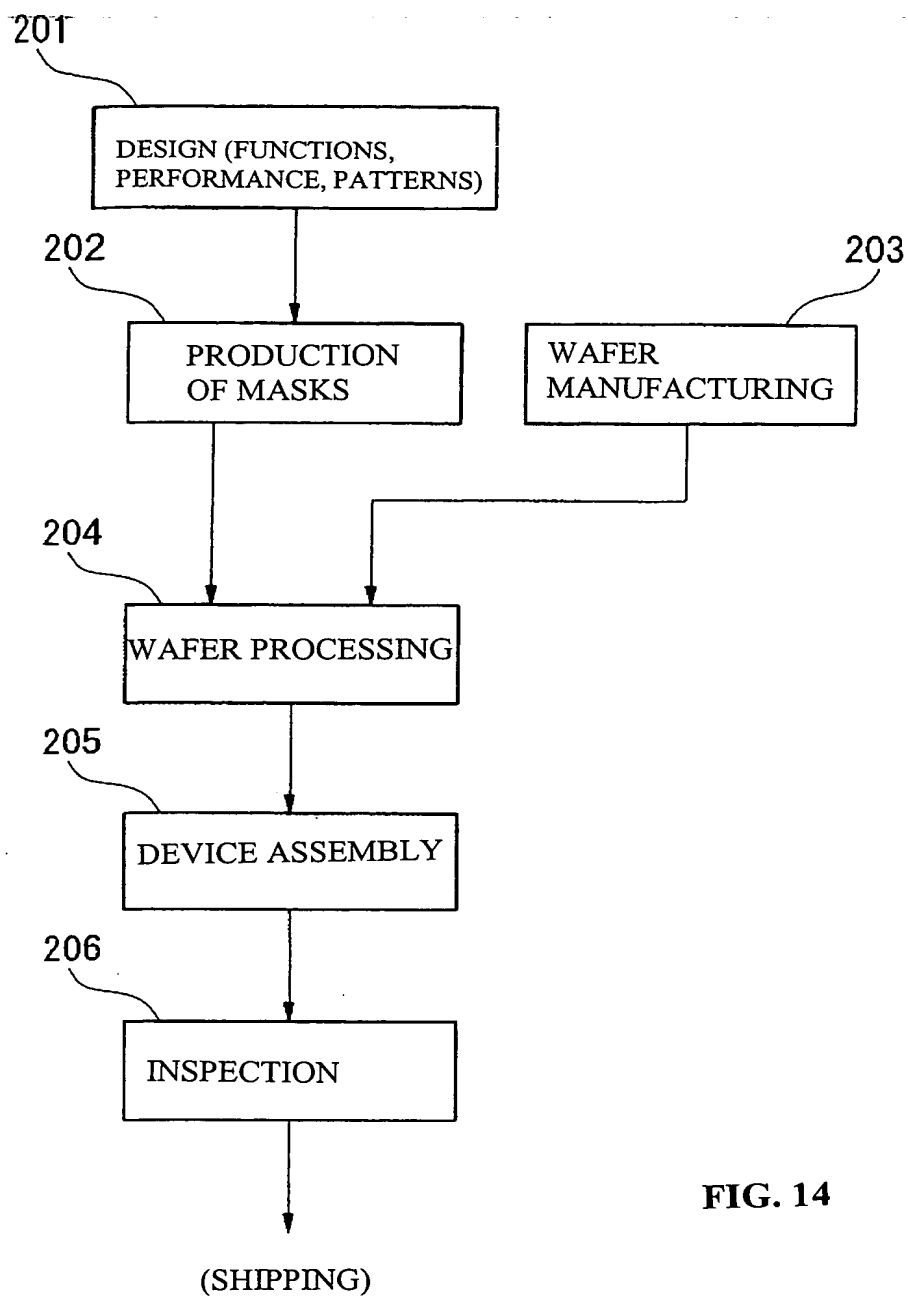 201
DESIGN (FUNCTIONS,
PERFORMANCE, PATTERNS)
202
203
PRODUCTION
OF MASKS
WAFER
MANUFACTURING
204
WAFER PROCESSING
205
DEVICE ASSEMBLY
206
INSPECTION
FIG. 14
(SHIPPING)